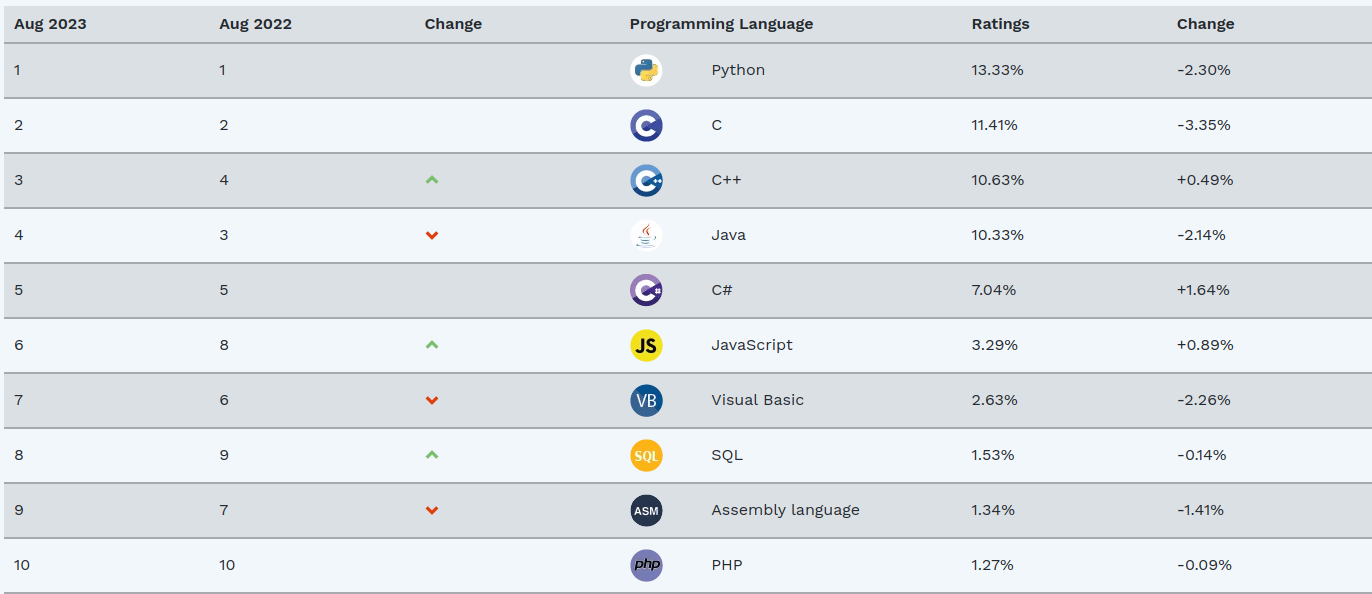 Aug 2023 Aug 2022 Change Programming Language Ratings Change
1 1 Python 13.33% -2.30%
2 2 C C 11.41% -3.35%
3 4 C++ C++ 10.63% +0.49%
4 3 Java 10.33% -2.14%
5 5 C# C# 7.04% +1.64%
6 8 JS JavaScript 3.29% +0.89%
7 6 VB Visual Basic 2.63% -2.26%
8 9 SQL SQL 1.53% -0.14%
9 7 ASM Assembly language 1.34% -1.41%
10 10 php PHP 1.27% -0.09%